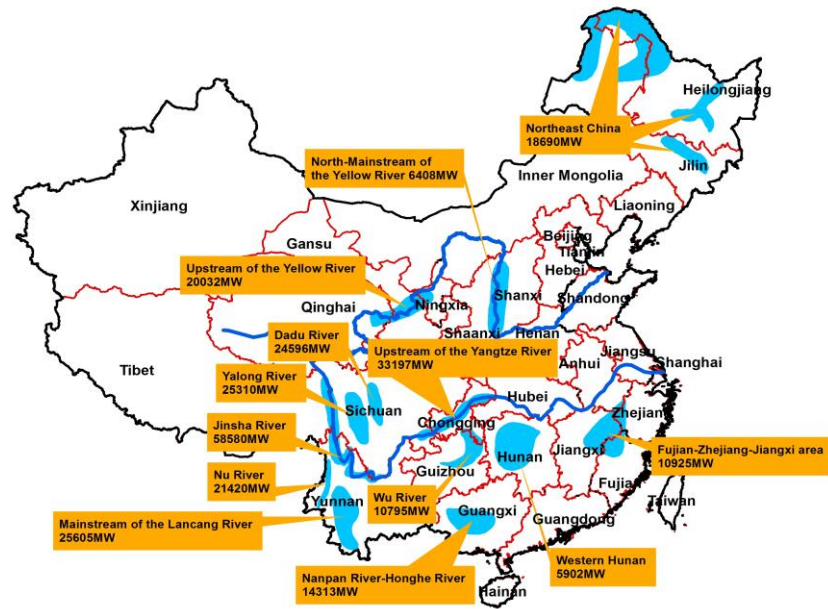 Heilongjiang
Northeast China
18690MW
Jilin
North-Mainstream of
the Yellow River 6408MW
Inner Mongolia
Xinjiang
Liaoning
Beijing
Tianjin
Gansu
Hebei
Upstream of the Yellow River
20032MW
Ningxia
Shanxi
Shandong
Qinghai
Dadu River
24596MW
Shaanxi
Henan
Upstream of the Yangtze River
33197MW
Jiangsu
Anhui
Shanghai
Tibet
Yalong River
25310MW
Sichuan
Hubei
Zhejiang
Jinsha River
58580MW
Chongqing
Hunan
Jiangxi
Fujian-Zhejiang-Jiangxi area
10925MW
Nu River
21420MW
Guizhou
Fujian
Yunnan
Wu River
10795MW
Taiwan
Mainstream of the Lancang River
25605MW
Guangxi
Guangdong
Western Hunan
5902MW
Nanpan River-Honghe River
14313MW
Hainan